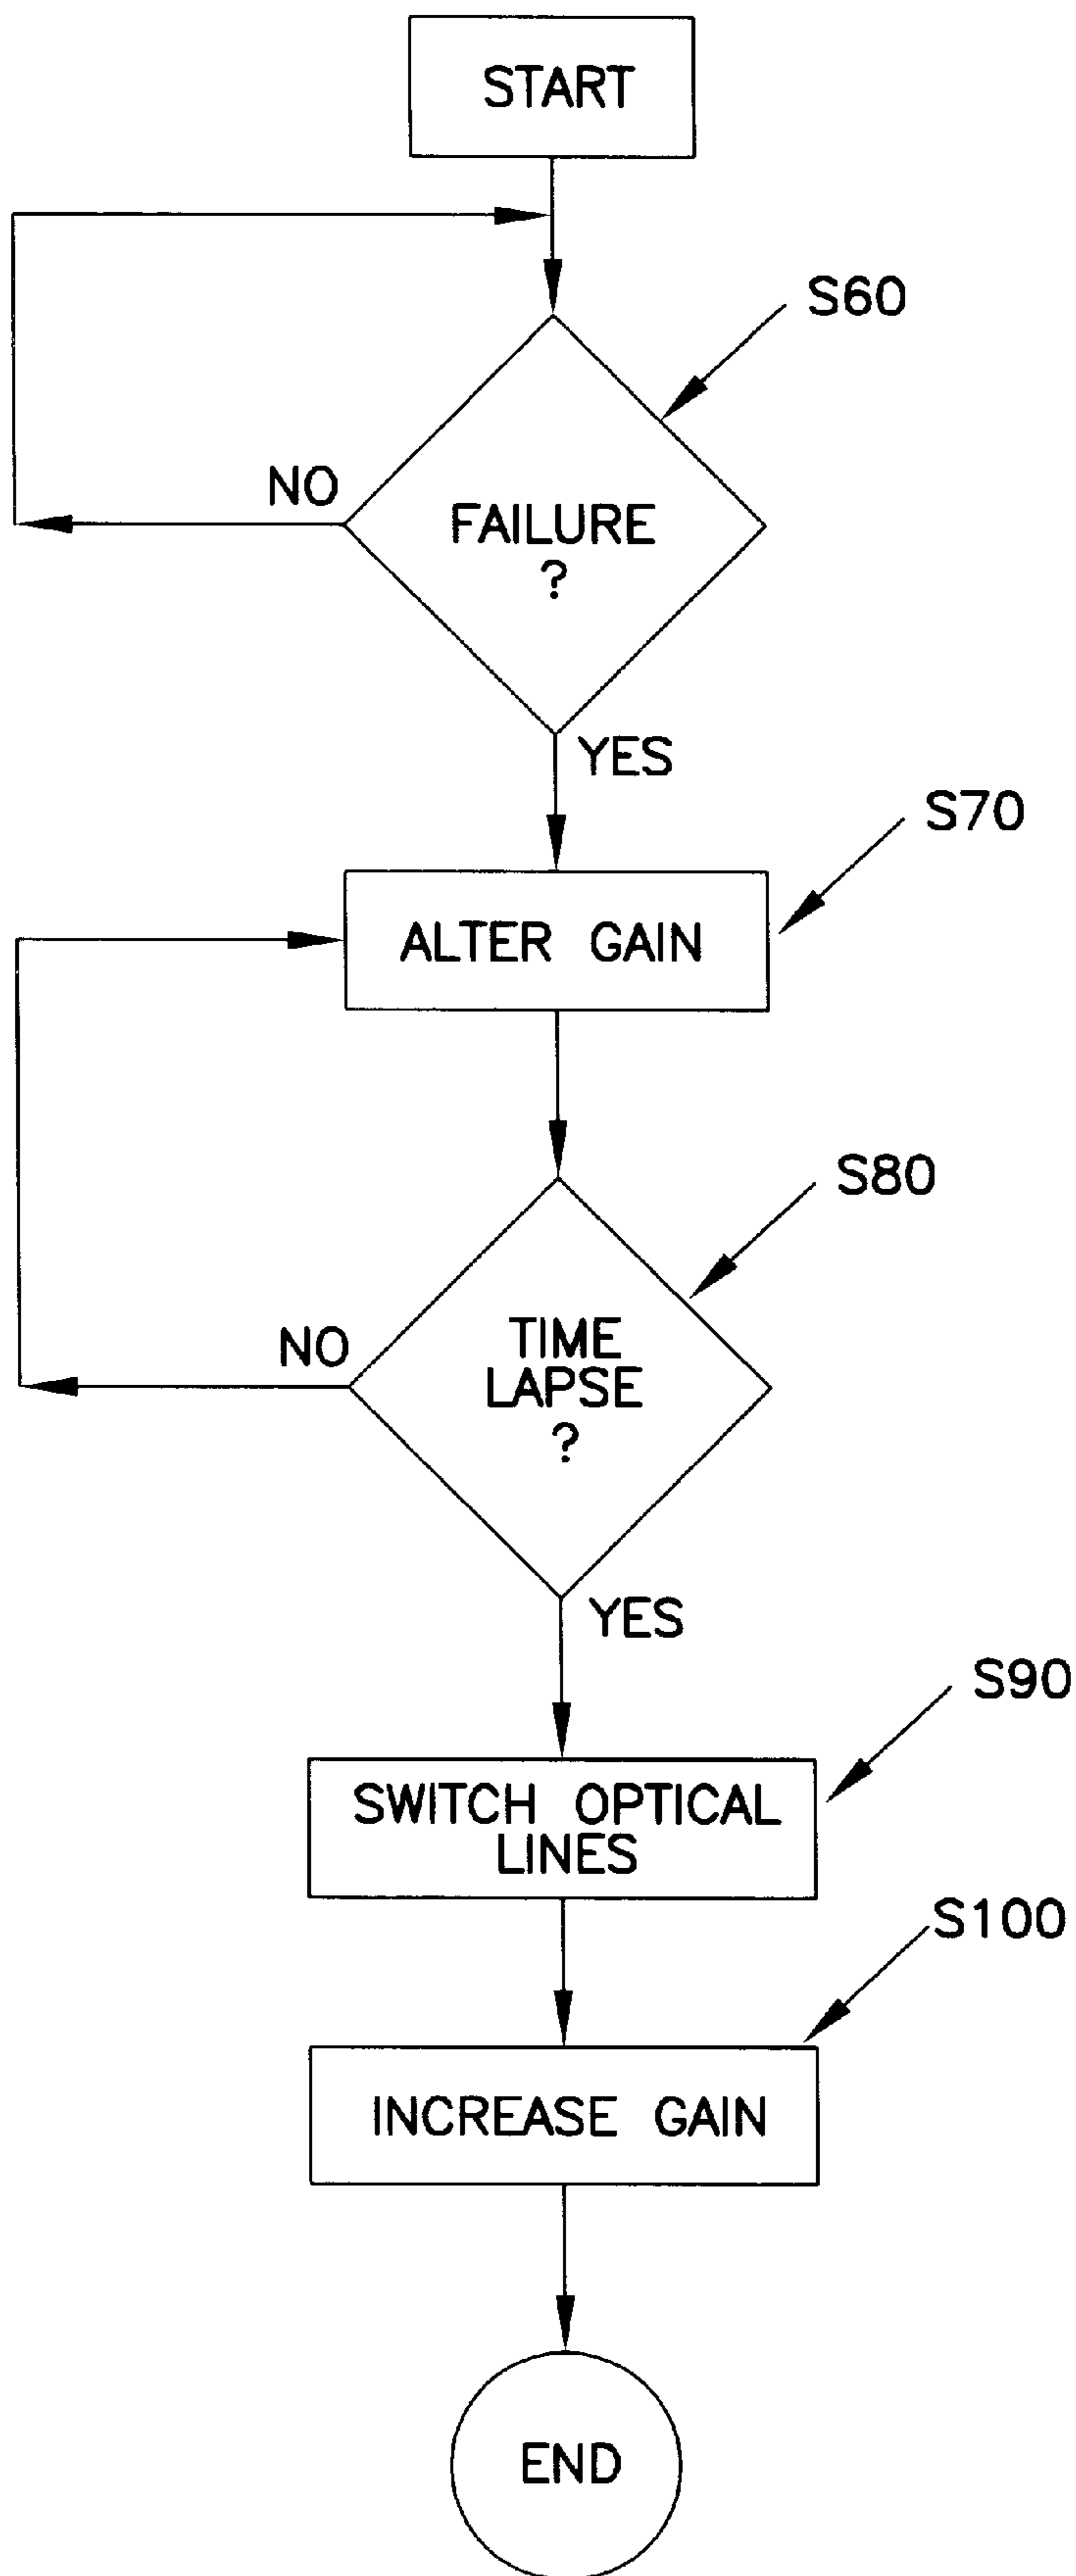 START
S60
NO
FAILURE
?
YES
S70
ALTER GAIN
S80
NO
TIME
LAPSE
?
YES
S90
SWITCH OPTICAL
LINES
S100
INCREASE GAIN
END